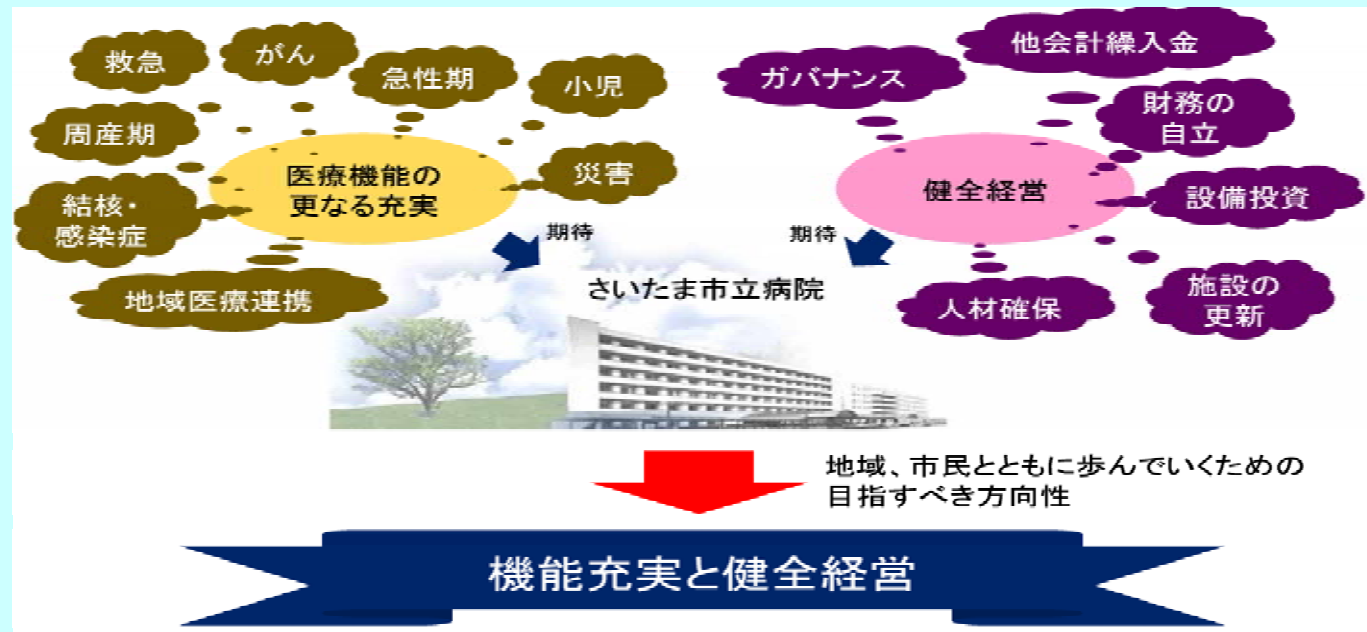 救急
がん
急性期
小児
周産期
災害
結核・
感染症
地域医療連携
医療機能の
更なる充実
期待
ガバナンス
他会計繰入金
財務の
自立
設備投資
施設の
更新
人材確保
健全経営
期待
さいたま市立病院
地域、市民とともに歩んでいくための
目指すべき方向性
機能充実と健全経営